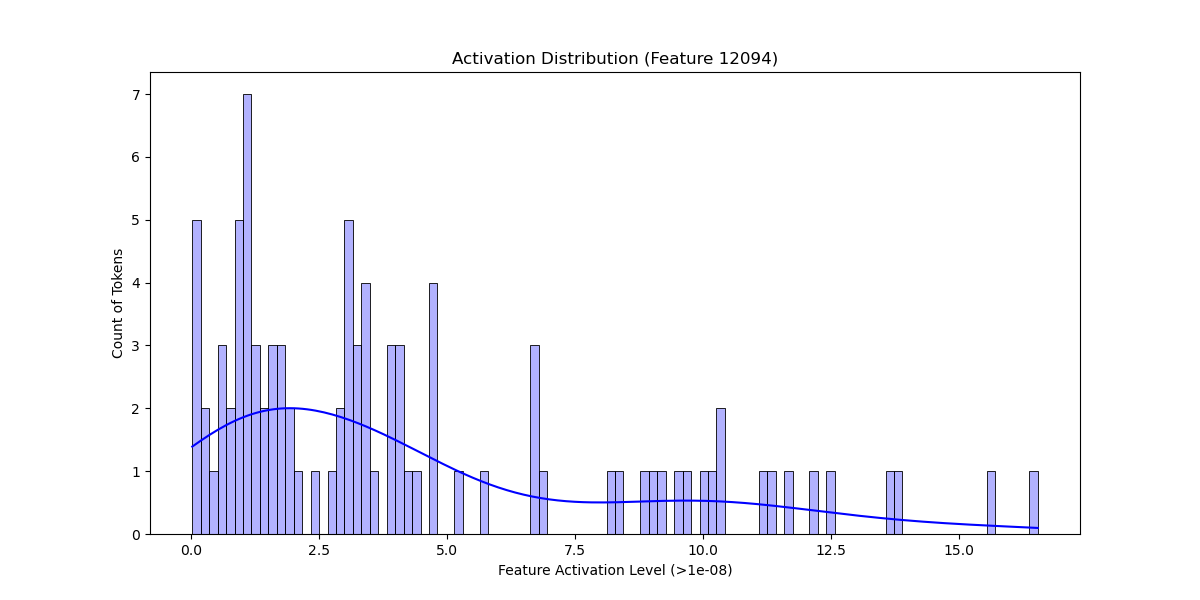 Activation Distribution (Feature 12094)
Count of Tokens
7
6
5
4
3
2
1
0
0.0 2.5 5.0 7.5 10.0 12.5 15.0
Feature Activation Level (>1e-08)